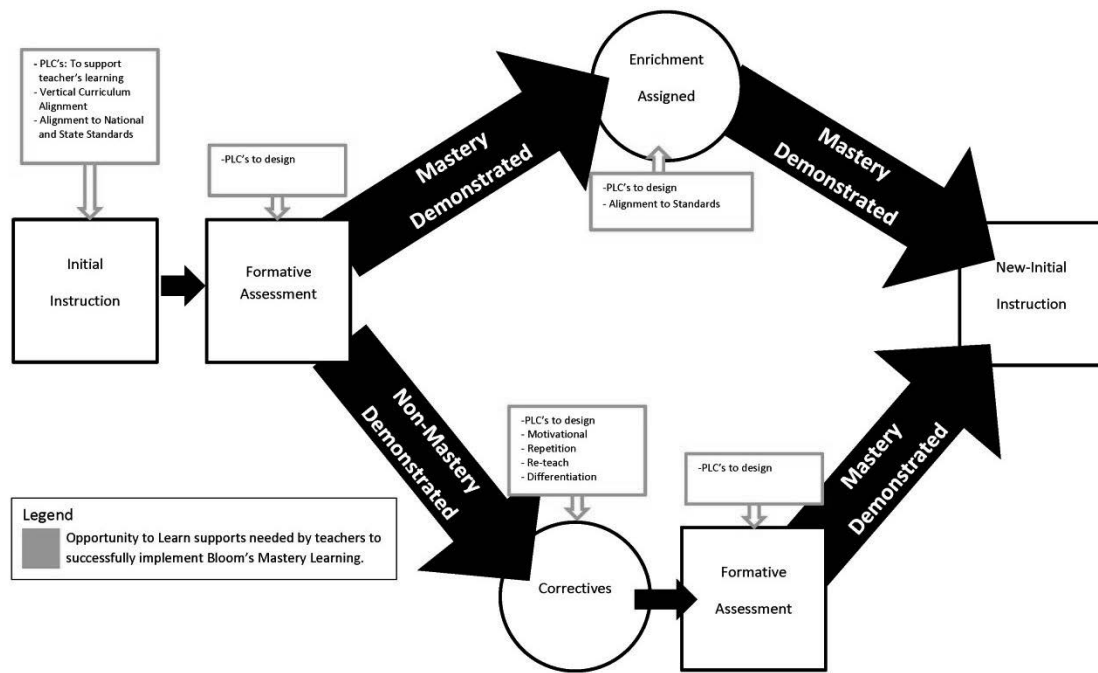 - PLC's: To support
teacher's learning
- Vertical Curriculum
Alignment
- Alignment to National
and State Standards
-PLC's to design
Initial
Instruction
Formative
Assessment
Mastery
Demonstrated
Enrichment
Assigned
-PLC's to design
- Alignment to Standards
Mastery
Demonstrated
New-Initial
Instruction
Non-Mastery
Demonstrated
-PLC's to design
- Motivational
- Repetition
- Re-teach
- Differentiation
Correctives
-PLC's to design
Formative
Assessment
Mastery
Demonstrated
Legend
Opportunity to Learn supports needed by teachers to
successfully implement Bloom's Mastery Learning.